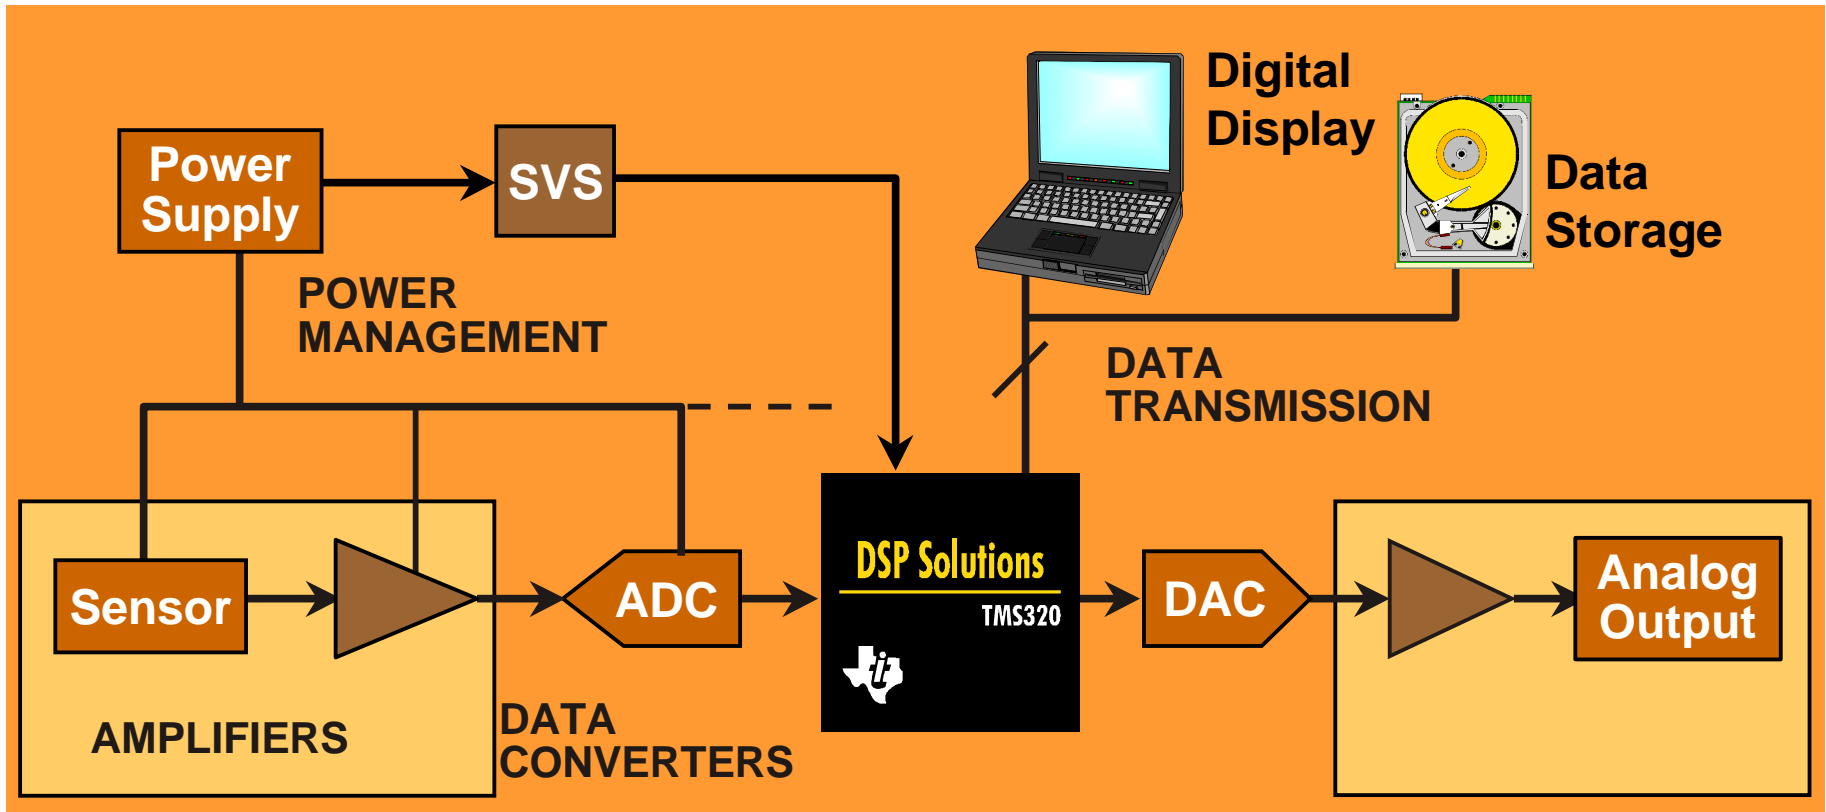 Digital
Display
Data
Storage
Power
Supply
SVS
POWER
MANAGEMENT
DATA
TRANSMISSION
Sensor
ADC
DSP Solutions
TMS320
DAC
Analog
Output
AMPLIFIERS
DATA
CONVERTERS